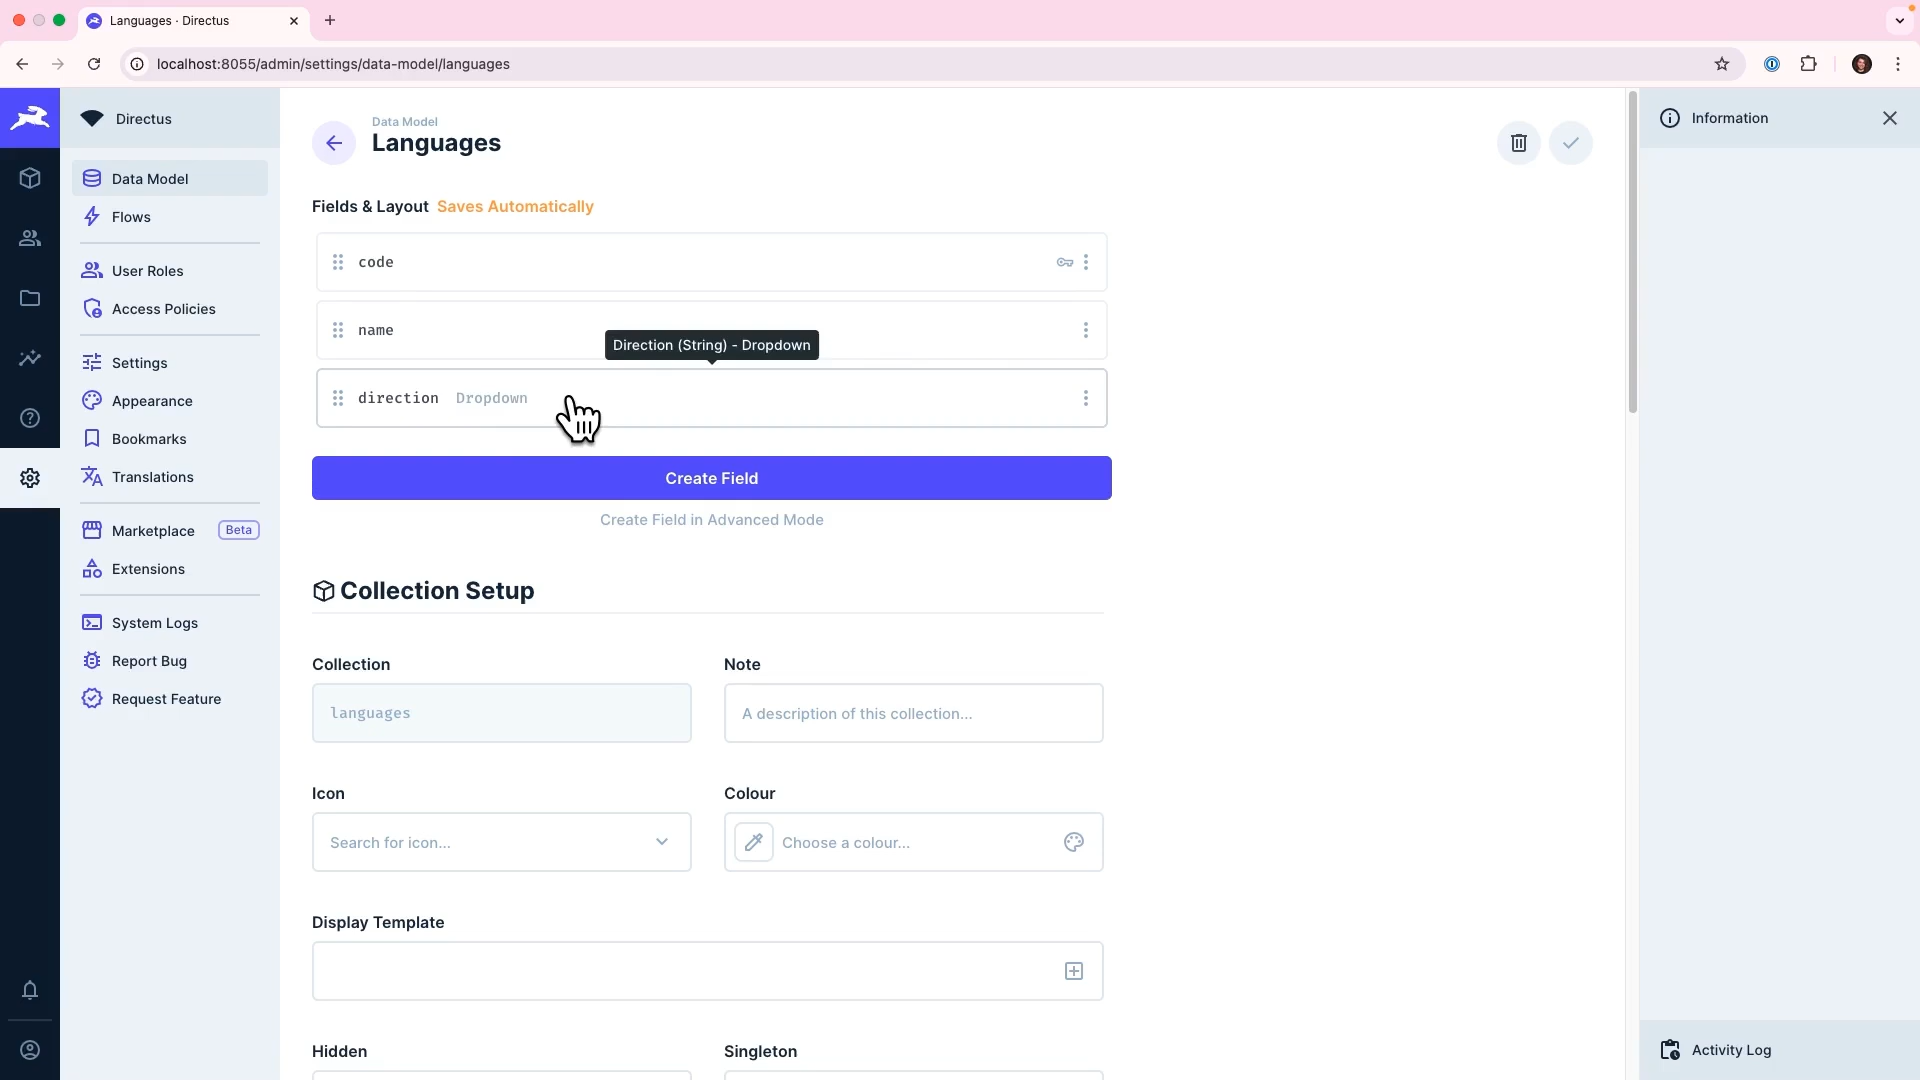 Languages · Directus
localhost:8055/admin/settings/data-model/languages
Directus
Data Model
Flows
User Roles
Access Policies
Settings
Appearance
Bookmarks
Translations
Marketplace
Beta
Extensions
System Logs
Report Bug
Request Feature
Data Model
Languages
Fields & Layout Saves Automatically
code
name
Direction (String) - Dropdown
direction Dropdown
Create Field
Create Field in Advanced Mode
Collection Setup
Collection
Note
languages
A description of this collection...
Icon
Colour
Search for icon...
Choose a colour...
Display Template
Hidden
Singleton
Information
Activity Log